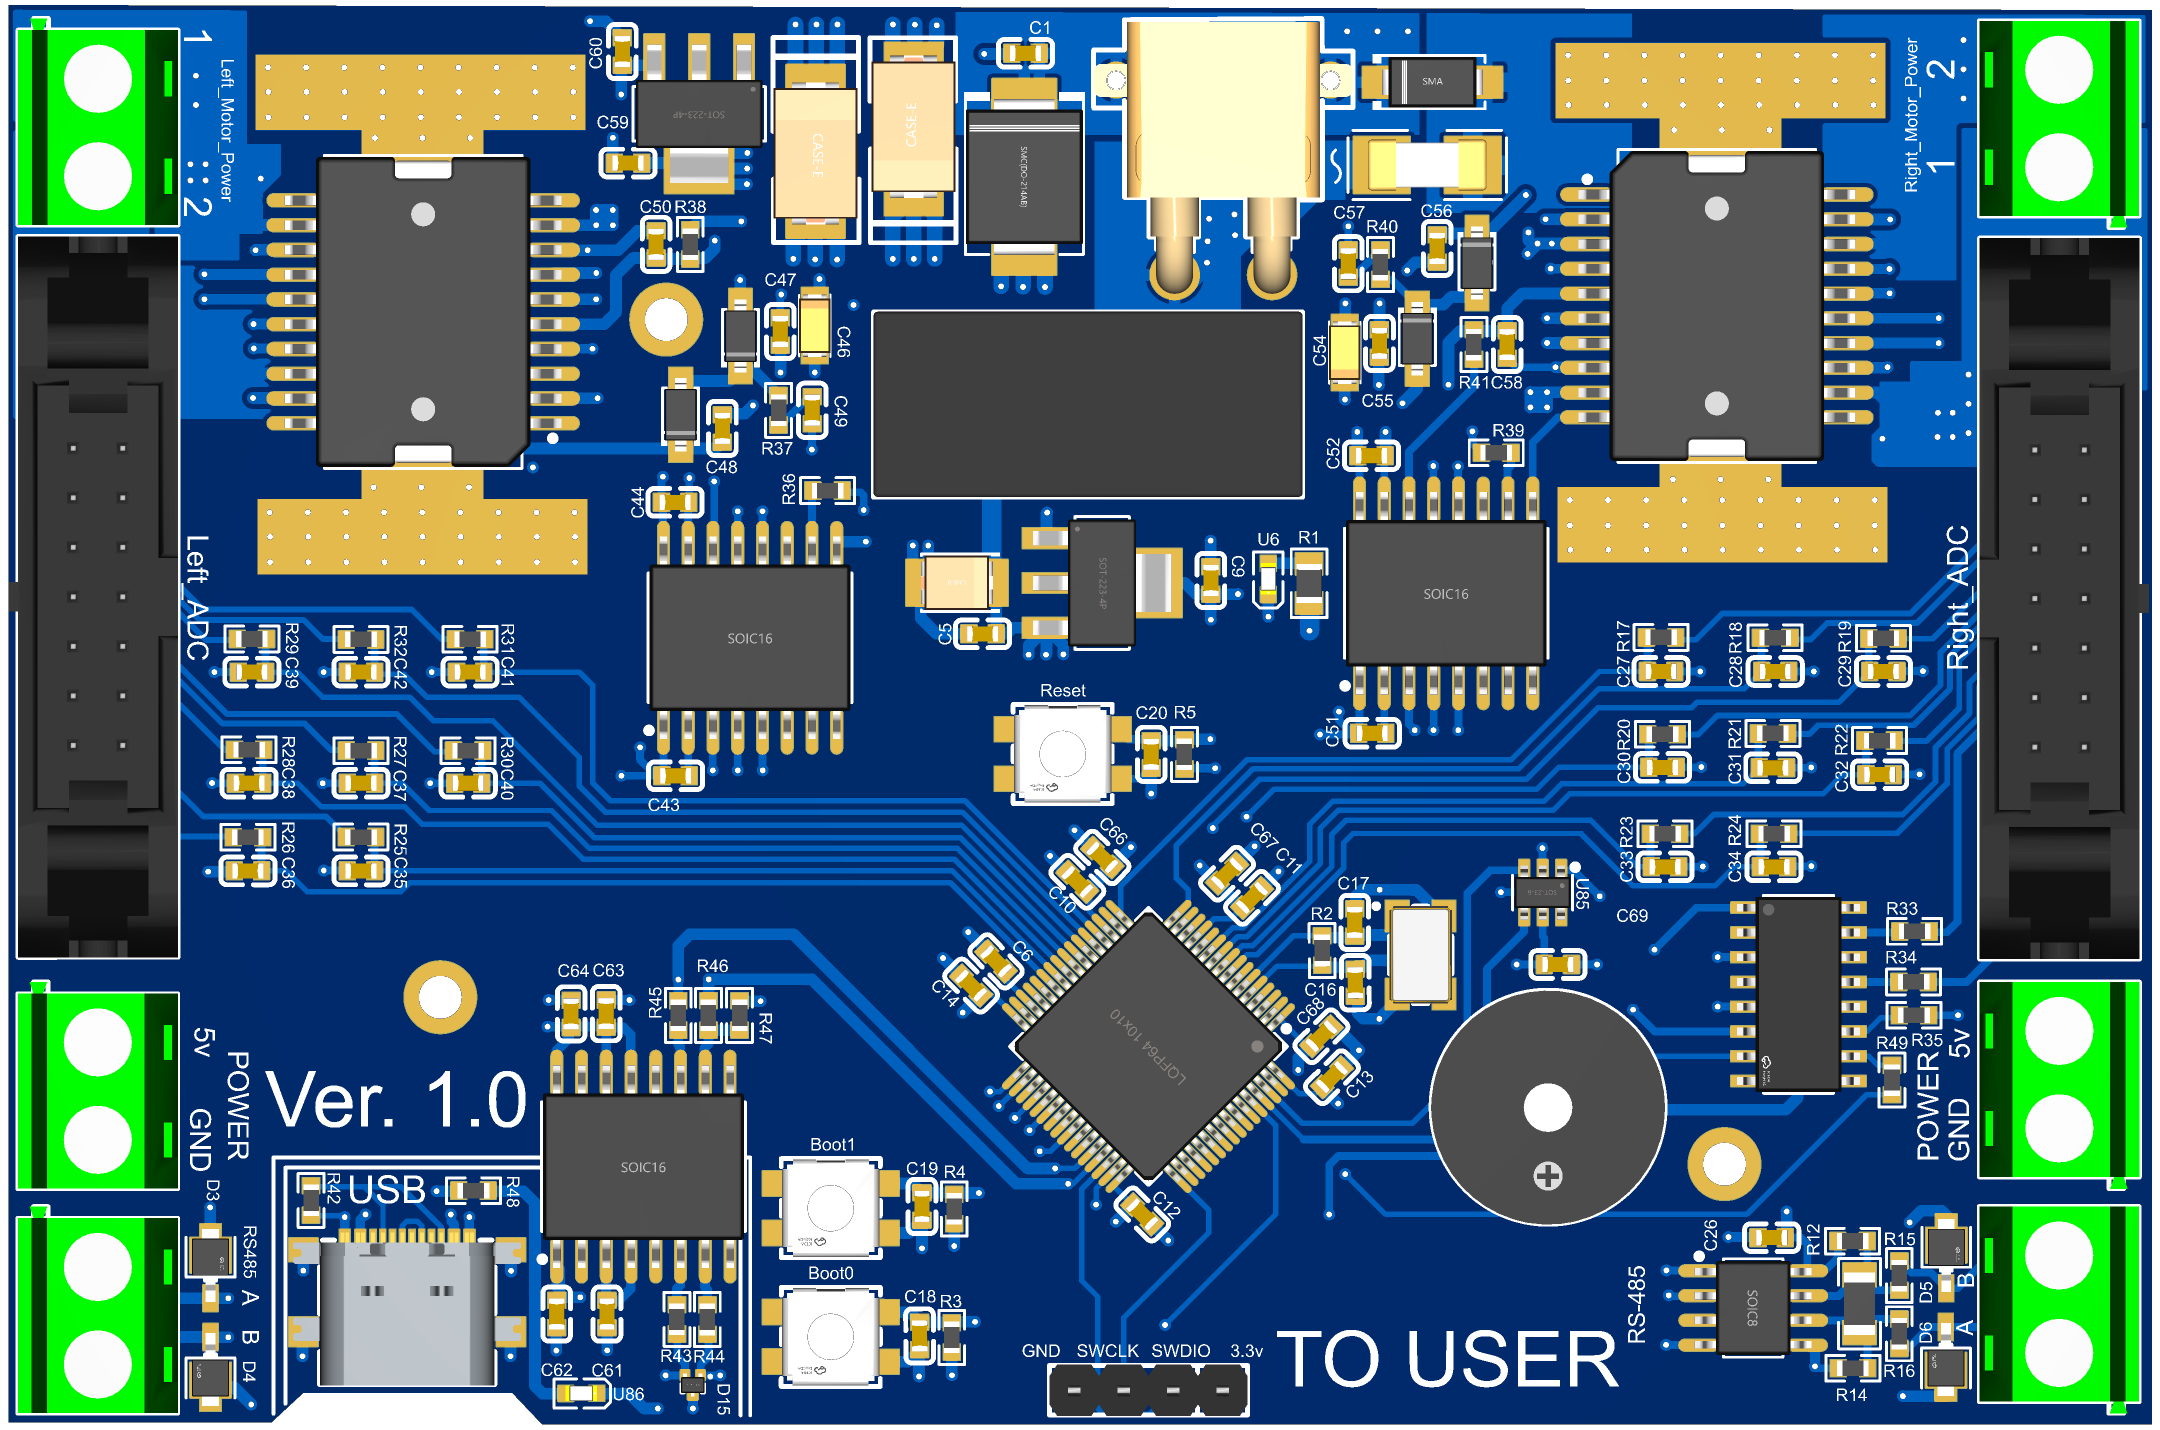 1
Left_Motor_Power
2
C60
SOT-223-4P
C59
CASE-E
CASE E
C1
SMC(DO-214AB)
SMA
2
Right_Motor_Power
1
C50
R38
C47
C46
C57
R40
C56
C54
C55
R41
C58
R37
C49
C48
R36
C44
C52
R39
Left_ADC
SOIC16
C5
SOT-223-4P
C9
U6
R1
SOIC16
Right_ADC
R29
C39
R32
C42
R31
C41
R17
C27
R18
C28
R19
C29
Reset
C20
R5
C51
R28
C38
R27
C37
R30
C40
C43
R20
C30
R21
C31
R22
C32
R26
C36
R25
C35
C66
C10
C67
C11
R23
C33
R24
C34
SOT-23-6
U85
C69
C17
R2
C16
C6
C14
C68
C13
LQFP64 10x10
R33
R34
R35
R49
C64
C63
R45
R46
R47
5v
GND
POWER
Ver. 1.0
POWER
5v
GND
SOIC16
Boot1
C19
R4
C12
D3
RS485
A
B
D4
R42
USB
R48
Boot0
C18
R3
C62
C61
U86
R43
R44
D15
GND
SWCLK
SWDIO
3.3v
TO USER
RS-485
C26
SOIC8
R12
R15
D5
B
D6
A
R16
R14